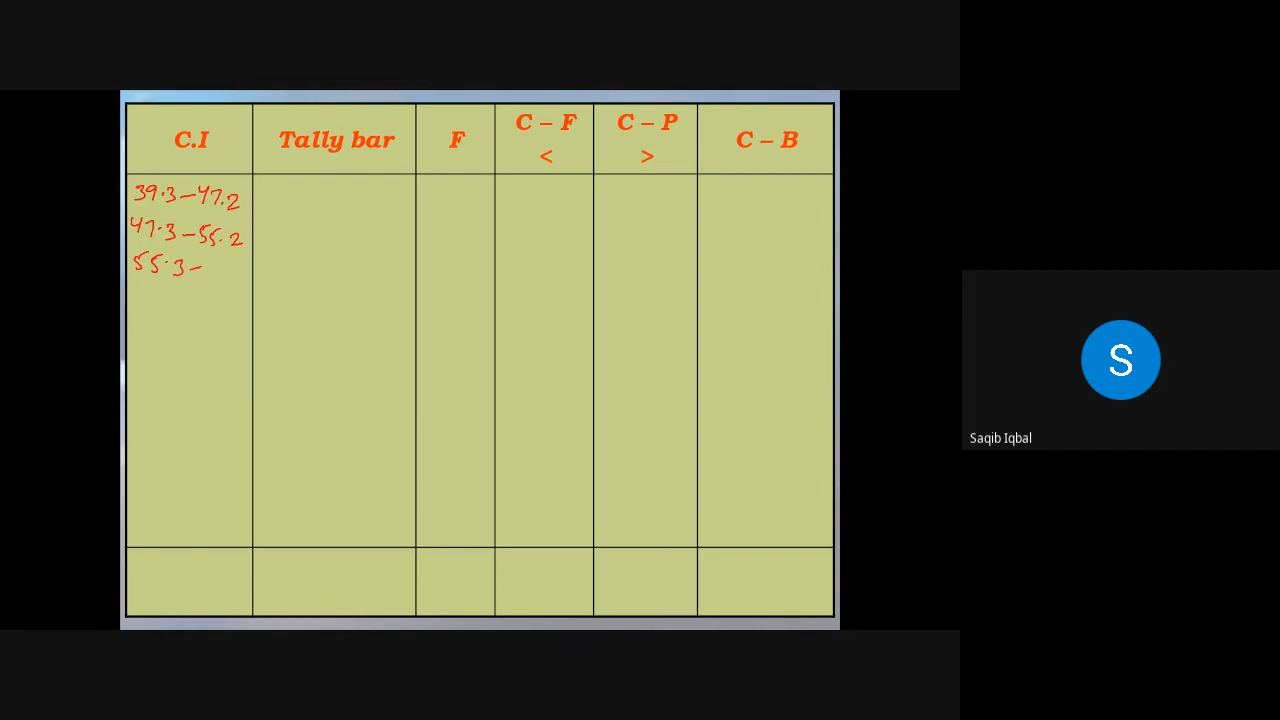 C.I Tally bar F C – F < C – P > C – B
39.3 – 47.2
47.3 – 55.2
55.3 –
S
Saqib Iqbal